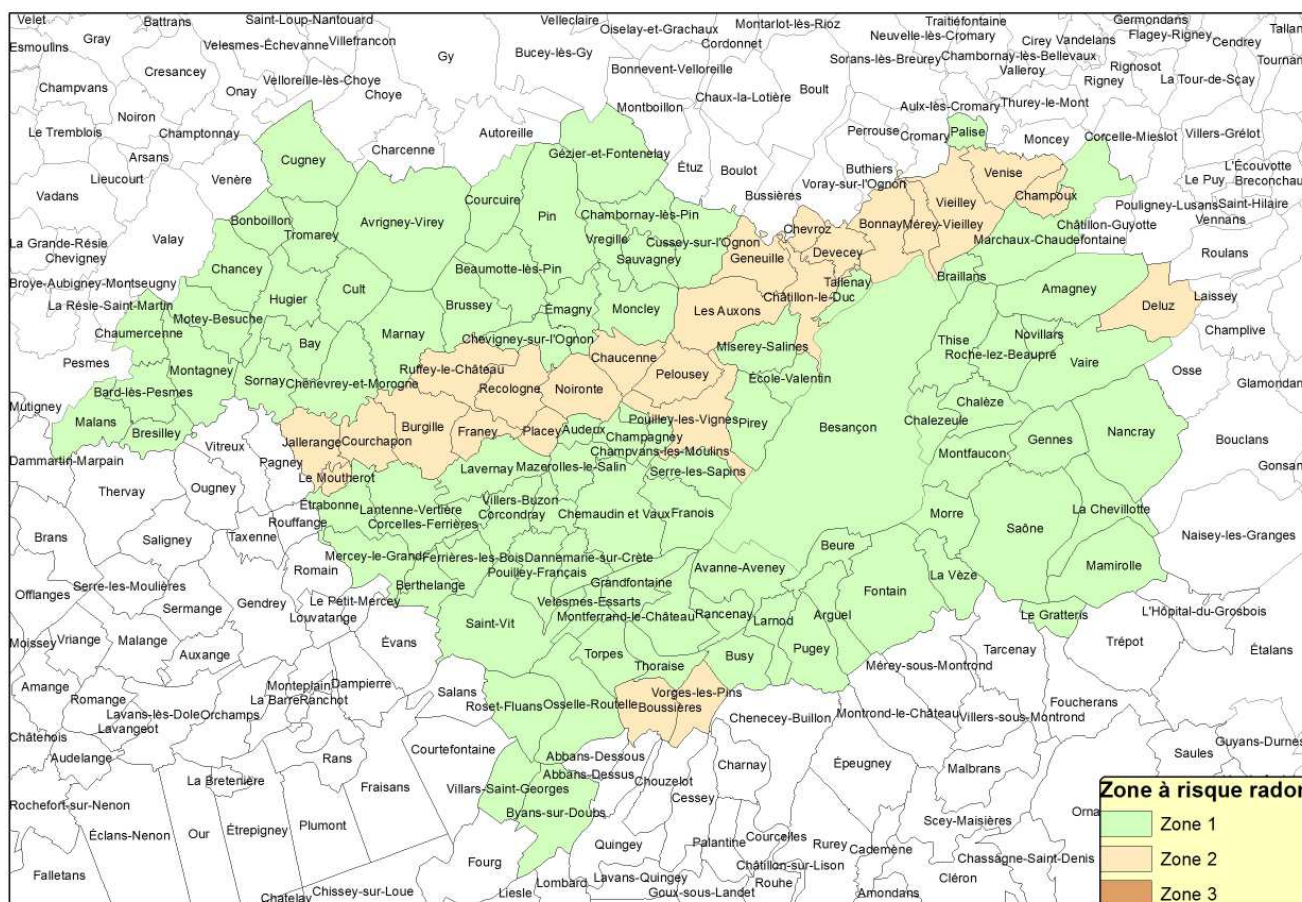 Velet
Battrans
Saint-Loup-Nantouard
Velleclaire
Oiselay-et-Grachaux
Montarlot-lès-Rioz
Traitiéfontaine
Germondans
Gray
Velesmes-Échevanne
Villefrancon
Cordonnet
Neuvelle-lès-Cromary
Cirey
Vandelans
Flagey-Rigney
Tallan
Esmoulins
Gy
Bucey-lès-Gy
Sorans-lès-Breurey
Chambornay-lès-Bellevaux
Cendrey
Tournan
Cresancey
Velloreille-lès-Choye
Bonnevent-Velloreille
Valleroy
Rignosot
Rigney
La Tour-de-Sçay
Champvans
Onay
Choye
Chaux-la-Lotière
Boult
Montboillon
Aulx-lès-Cromary
Thurey-le-Mont
Noiron
Le Tremblois
Champtonnay
Autoreille
Perrouse
Cromary
Palise
Moncey
Corcelle-Mieslot
Villers-Grélot
Arsans
Cugney
Charcenne
Gézier-et-Fontenelay
Étuz
Boulot
Buthiers
Lieucourt
Venère
Voray-sur-l'Ognon
Venise
L'Écouvotte
Le Puy
Breconchau
Vadans
Bussières
Courcuire
Pin
Chambornay-lès-Pin
Vieilley
Champoux
Pouligney-Lusans
Saint-Hilaire
Bonboillon
Avrigney-Virey
Chevroz
Bonnay
Mérey-Vieilley
Châtillon-Guyotte
Vennans
Tromarey
Vregille
Cussey-sur-l'Ognon
Marchaux-Chaudefontaine
La Grande-Résie
Chevigney
Valay
Sauvagney
Geneuille
Devecey
Roulans
Chancey
Beaumotte-lès-Pin
Tallenay
Braillans
Broye-Aubigney-Montseugny
Cult
Amagney
Châtillon-le-Duc
Laissey
La Résie-Saint-Martin
Hugier
Brussey
Émagny
Moncley
Les Auxons
Deluz
Motey-Besuche
Marnay
Chaumercenne
Chevigney-sur-l'Ognon
Thise
Novillars
Champlive
Bay
Miserey-Salines
Roche-lez-Beaupré
Vaire
Pesmes
Montagney
Ruffey-le-Château
Chaucenne
Osse
Sornay
Chenevrey-et-Morogne
Recologne
Noironte
Pelousey
École-Valentin
Glamondan
Bard-lès-Pesmes
Chalèze
Mutigney
Malans
Bresilley
Burgille
Franey
Placey
Audeux
Pouilley-les-Vignes
Pirey
Besançon
Chalezeule
Nancray
Jallerange
Courchapon
Champagney
Gennes
Bouclans
Vitreux
Champvans-les-Moulins
Montfaucon
Dammartin-Marpain
Pagney
Lavernay
Mazerolles-le-Salin
Serre-les-Sapins
Gonsan
Le Moutherot
Thervay
Ougney
Étrabonne
Villers-Buzon
Lantenne-Vertière
Corcondray
Chemaudin et Vaux
Franois
Morre
La Chevillotte
Rouffange
Corcelles-Ferrières
Saône
Brans
Taxenne
Saligney
Naisey-les-Granges
Mercey-le-Grand
Ferrières-les-Bois
Dannemarie-sur-Crète
Beure
Romain
Pouilley-Français
Avanne-Aveney
La Vèze
Mamirolle
Serre-les-Moulières
Berthelange
Grandfontaine
Offlanges
Gendrey
Le Petit-Mercey
Velesmes-Essarts
Rancenay
Fontain
Sermange
Louvatange
Montferrand-le-Château
Arguel
Le Gratteris
L'Hôpital-du-Grosbois
Saint-Vit
Larnod
Moissey
Vriange
Malange
Évans
Tarcenay
Trépot
Auxange
Torpes
Busy
Pugey
Étalans
Thoraise
Mérey-sous-Montrond
Amange
Monteplain
Dampierre
Salans
Vorges-les-Pins
Romange
La Barre
Ranchot
Roset-Fluans
Osselle-Routelle
Boussières
Foucherans
Lavans-lès-Dole
Orchamps
Chenecey-Buillon
Montrond-le-Château
Villers-sous-Montrond
Lavangeot
Châtenois
Courtefontaine
Guyans-Durnes
Audelange
Rans
Abbans-Dessous
Saules
La Bretenière
Abbans-Dessus
Charnay
Épeugney
Malbrans
Fraisans
Villars-Saint-Georges
Chouzelot
Cessey
Rochefort-sur-Nenon
Byans-sur-Doubs
Orna
Éclans-Nenon
Our
Étrepigney
Plumont
Scey-Maisières
Quingey
Palantine
Courcelles
Rurey
Cademène
Chassagne-Saint-Denis
Fourg
Châtillon-sur-Lison
Falletans
Lombard
Lavans-Quingey
Rouhe
Cléron
Chissey-sur-Loue
Chatelay
Liesle
Goux-sous-Landet
Amondans
Zone à risque radon
Zone 1
Zone 2
Zone 3